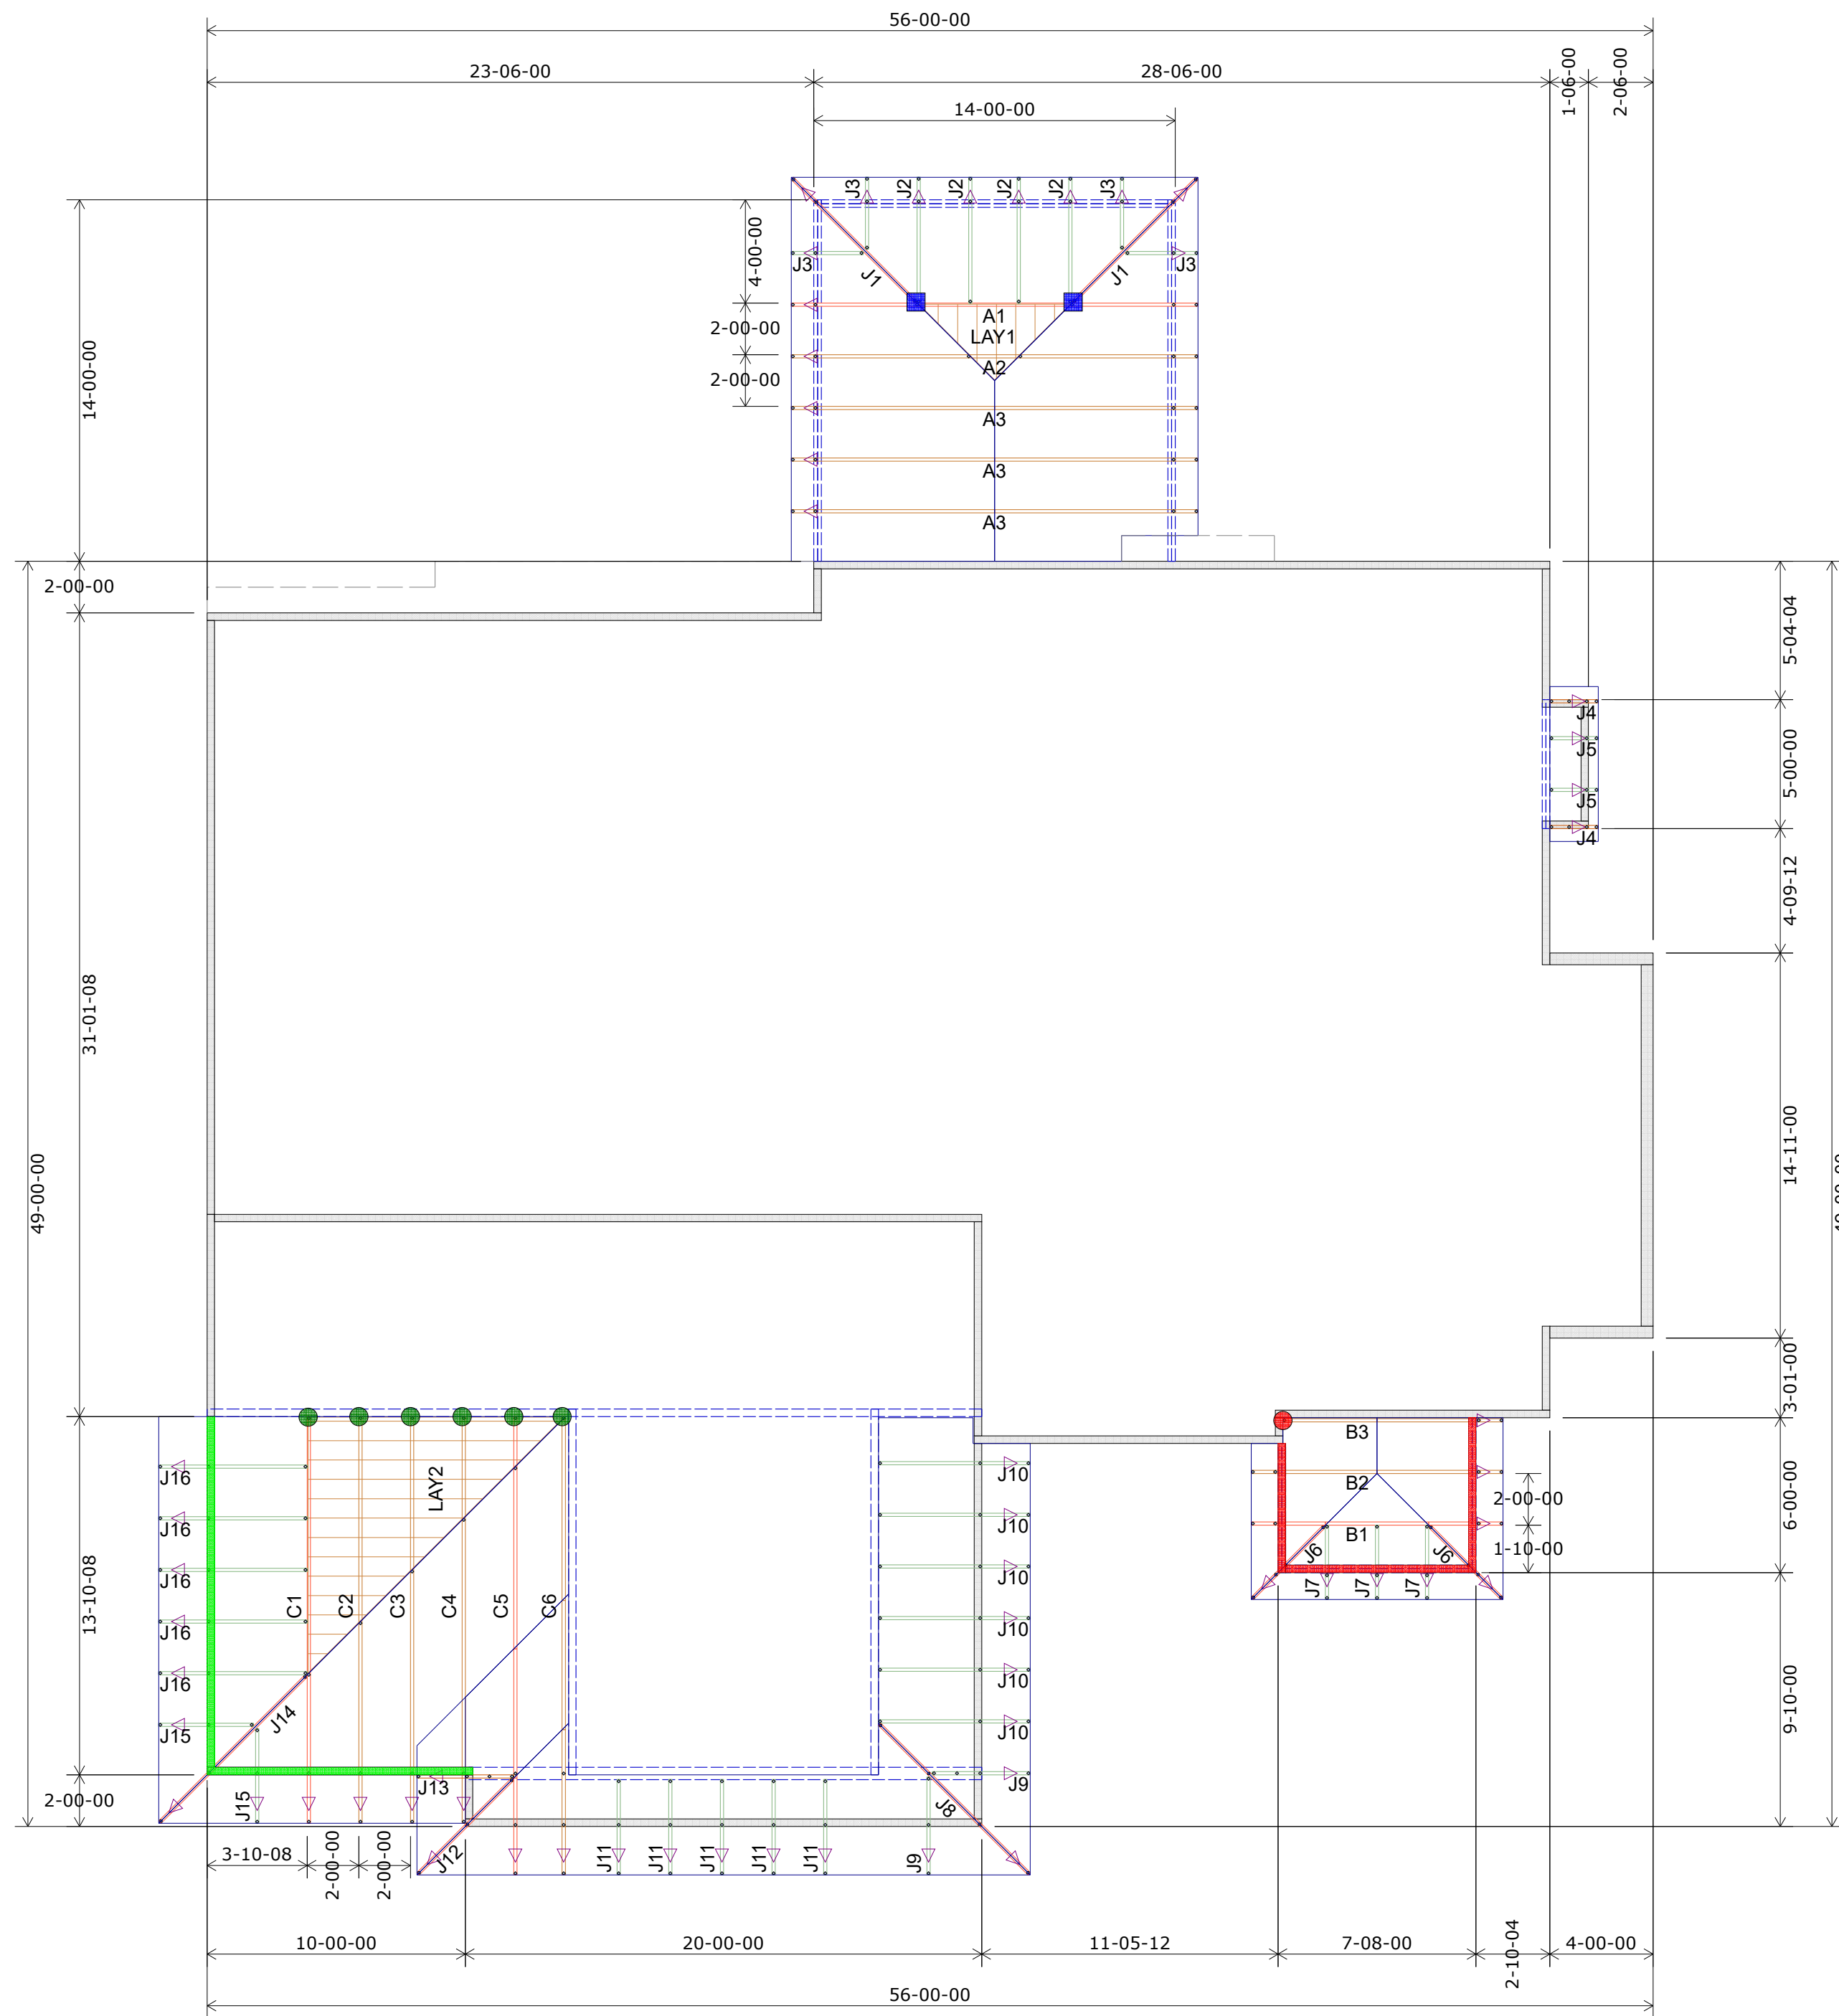 56-00-00
23-06-00
28-06-00
1-06-00
2-06-00
14-00-00
J3
J2
J2
J2
J2
J3
4-00-00
J3
J1
J1
J3
A1
LAY1
2-00-00
A2
2-00-00
14-00-00
A3
A3
A3
2-00-00
5-04-04
J4
J5
5-00-00
J5
J4
4-09-12
31-01-08
49-00-00
14-11-00
3-01-00
B3
J16
LAY2
J10
B2
2-00-00
6-00-00
J16
J10
B1
1-10-00
J6
J6
J16
J10
J7
J7
J7
13-10-08
C1
C2
C3
C4
C5
C6
J16
J10
J16
J10
9-10-00
J14
J15
J10
J13
J9
2-00-00
J15
J8
J12
J11
J11
J11
J11
J11
J9
3-10-08
2-00-00
2-00-00
10-00-00
20-00-00
11-05-12
7-08-00
2-10-04
4-00-00
56-00-00